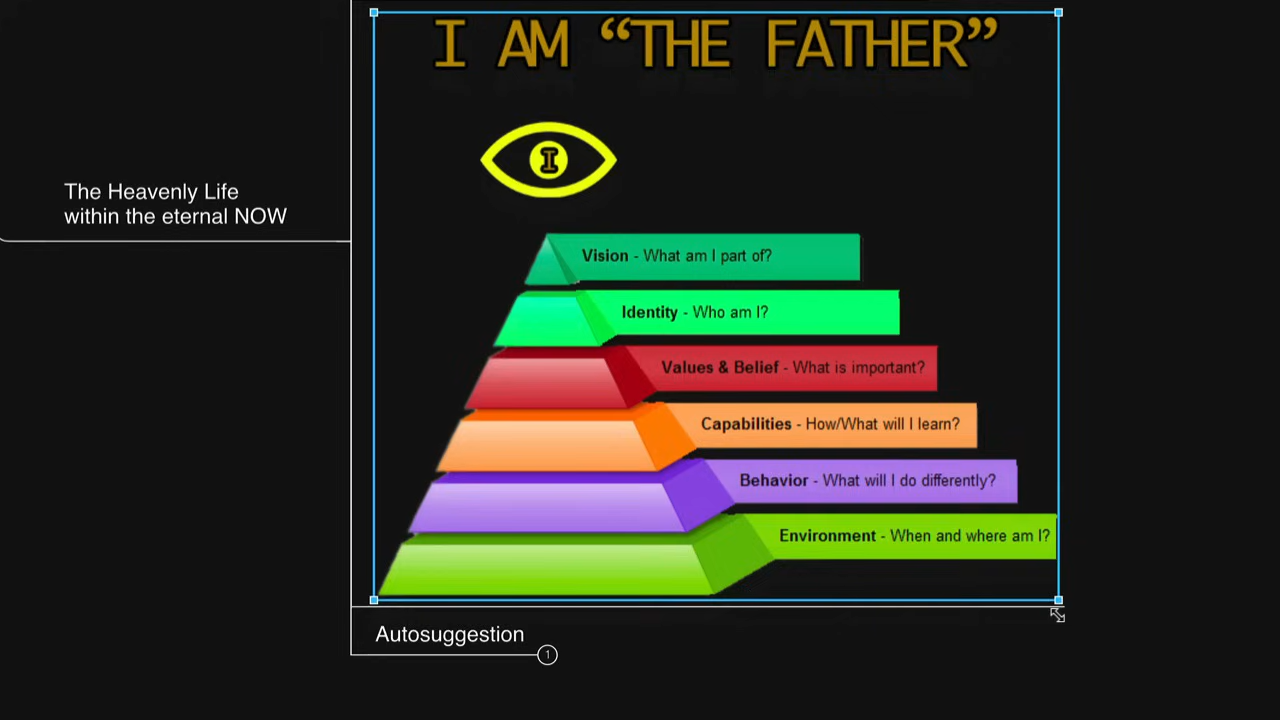 I AM “THE FATHER”
I
The Heavenly Life
within the eternal NOW
Vision - What am I part of?
Identity - Who am I?
Values & Belief - What is important?
Capabilities - How/What will I learn?
Behavior - What will I do differently?
Environment - When and where am I?
Autosuggestion
1